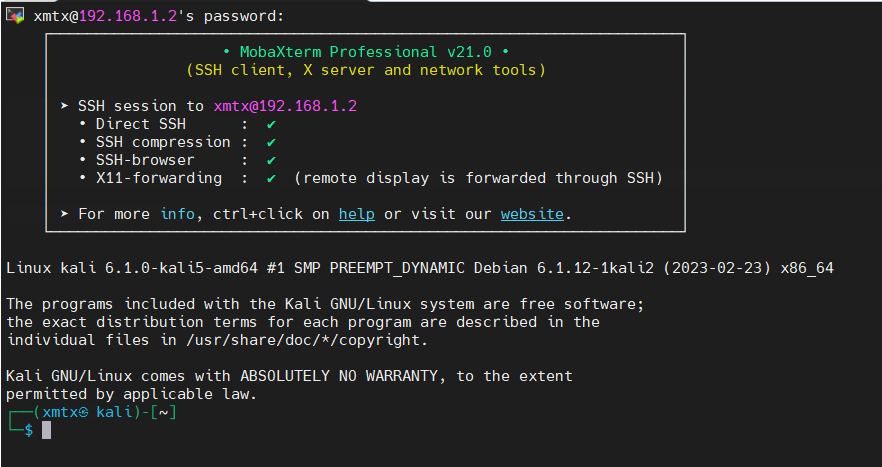 xmtx@192.168.1.2's password:
• MobaXterm Professional v21.0 •
(SSH client, X server and network tools)
➤ SSH session to xmtx@192.168.1.2
• Direct SSH      :  ✔
• SSH compression :  ✔
• SSH-browser     :  ✔
• X11-forwarding  :  ✔  (remote display is forwarded through SSH)
➤ For more info, ctrl+click on help or visit our website.
Linux kali 6.1.0-kali5-amd64 #1 SMP PREEMPT_DYNAMIC Debian 6.1.12-1kali2 (2023-02-23) x86_64
The programs included with the Kali GNU/Linux system are free software;
the exact distribution terms for each program are described in the
individual files in /usr/share/doc/*/copyright.
Kali GNU/Linux comes with ABSOLUTELY NO WARRANTY, to the extent
permitted by applicable law.
┌──(xmtx㉿ kali)-[~]
└─$